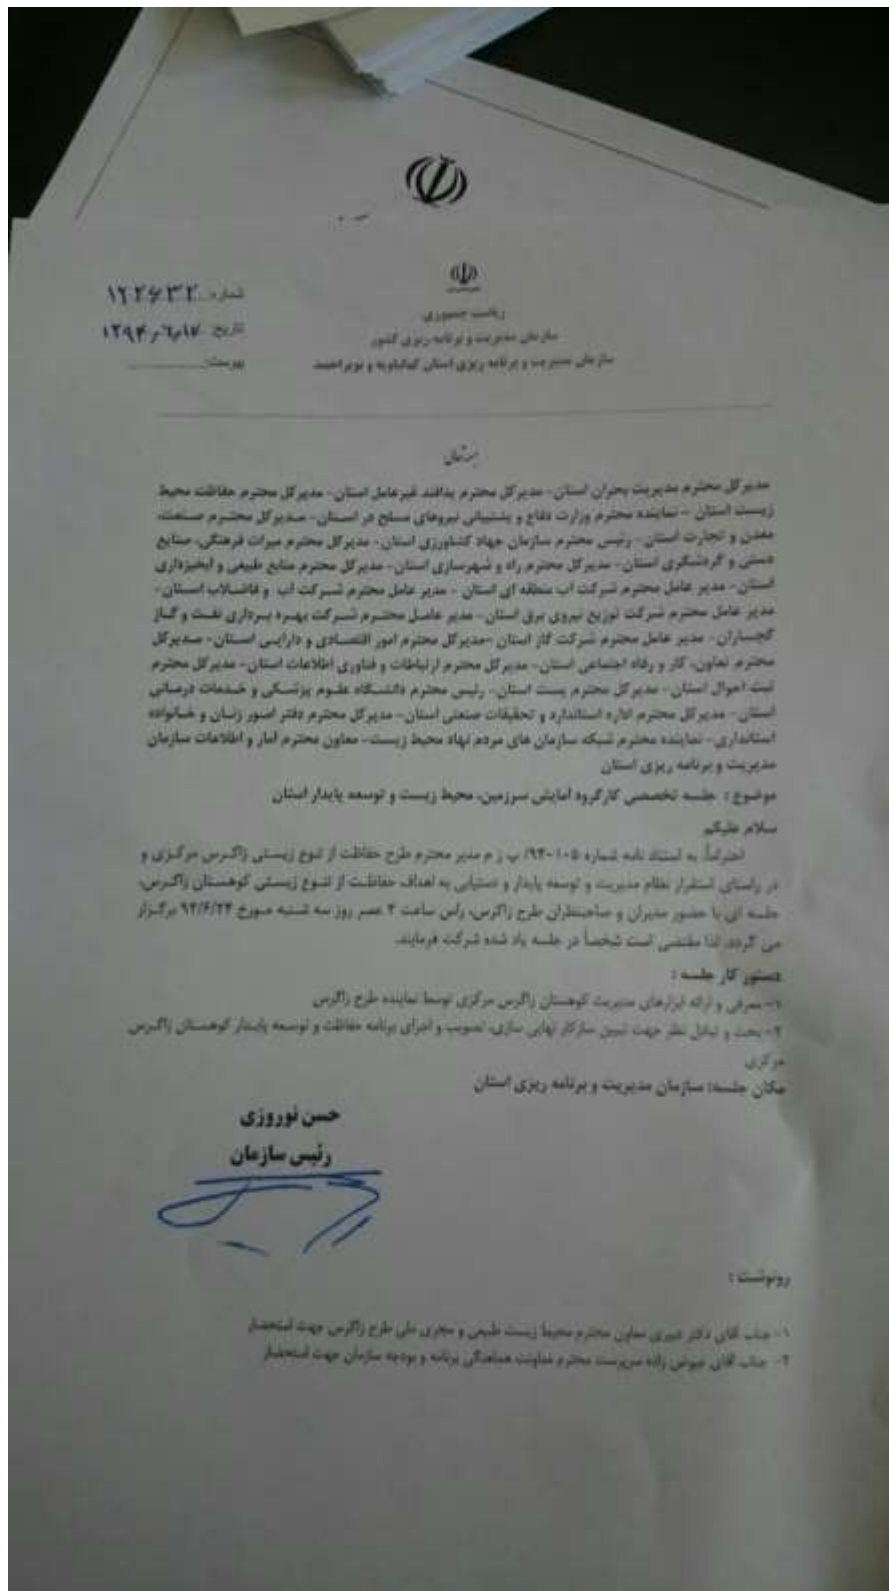 شماره: ۱۲۲۶۳۲
تاریخ: ۱۳۹۴/۶/۱۷
پیوست:
ریاست جمهوری
سازمان مدیریت و برنامه ریزی کشور
سازمان مدیریت و برنامه ریزی استان کهگیلویه و بویراحمد
بسمه تعالی
مدیرکل محترم مدیریت بحران استان- مدیرکل محترم پدافند غیرعامل استان- مدیرکل محترم حفاظت محیط
زیست استان – نماینده محترم وزارت دفاع و پشتیبانی نیروهای مسلح در استان- مدیرکل محترم صنعت،
معدن و تجارت استان- رئیس محترم سازمان جهاد کشاورزی استان- مدیرکل محترم میراث فرهنگی، صنایع
دستی و گردشگری استان- مدیرکل محترم راه و شهرسازی استان- مدیرکل محترم منابع طبیعی و آبخیزداری
استان- مدیر عامل محترم شرکت آب منطقه ای استان - مدیر عامل محترم شرکت آب و فاضلاب استان-
مدیر عامل محترم شرکت توزیع نیروی برق استان- مدیر عامل محترم شرکت بهره برداری نفت و گاز
گچساران- مدیر عامل محترم شرکت گاز استان -مدیرکل محترم امور اقتصادی و دارایی استان- مدیرکل
محترم تعاون، کار و رفاه اجتماعی استان- مدیرکل محترم ارتباطات و فناوری اطلاعات استان- مدیرکل محترم
ثبت احوال استان- مدیرکل محترم پست استان- رئیس محترم دانشگاه علوم پزشکی و خدمات درمانی
استان- مدیرکل محترم اداره استاندارد و تحقیقات صنعتی استان- مدیرکل محترم دفتر امور زنان و خانواده
استانداری- نماینده محترم شبکه سازمان های مردم نهاد محیط زیست- معاون محترم آمار و اطلاعات سازمان
مدیریت و برنامه ریزی استان
موضوع : جلسه تخصصی کارگروه آمایش سرزمین، محیط زیست و توسعه پایدار استان
سلام علیکم
احتراماً، به استناد نامه شماره ۱۰۵-۹۴/ پ ز م مدیر محترم طرح حفاظت از تنوع زیستی زاگرس مرکزی و
در راستای استقرار نظام مدیریت و توسعه پایدار و دستیابی به اهداف حفاظت از تنوع زیستی کوهستان زاگرس،
جلسه ای با حضور مدیران و صاحبنظران طرح زاگرس، راس ساعت ۴ عصر روز سه شنبه مورخ ۹۴/۶/۲۴ برگزار
می گردد، لذا مقتضی است شخصاً در جلسه یاد شده شرکت فرمایند.
دستور کار جلسه :
۱- معرفی و ارائه ابزارهای مدیریت کوهستان زاگرس مرکزی توسط نماینده طرح زاگرس
۲- بحث و تبادل نظر جهت تبیین سازکار نهایی سازی، تصویب و اجرای برنامه حفاظت و توسعه پایدار کوهستان زاگرس
مرکزی
مکان جلسه: سازمان مدیریت و برنامه ریزی استان
حسن نوروزی
رئیس سازمان
رونوشت :
۱- جناب آقای دکتر معاون محترم محیط زیست طبیعی و مجری ملی طرح زاگرس جهت استحضار
۲- جناب آقای عیوض زاده سرپرست محترم معاونت هماهنگی برنامه و بودجه سازمان جهت استحضار